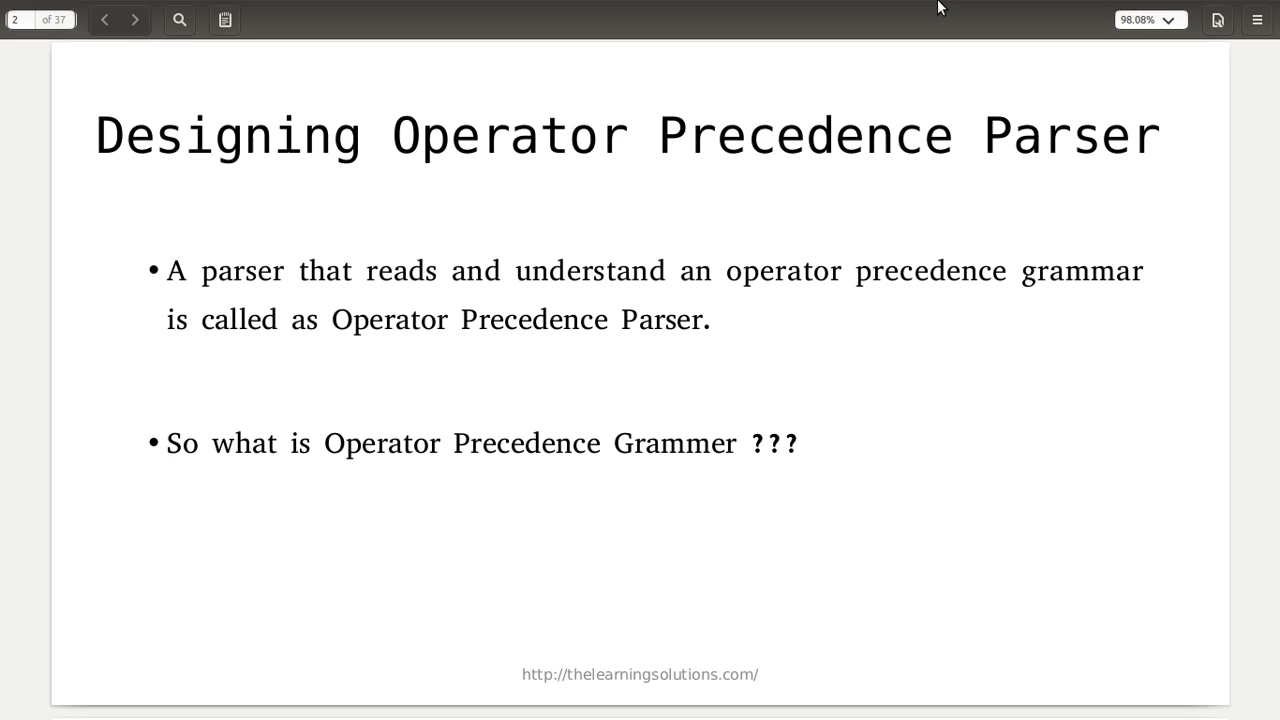 2 of 37 98.08%
Designing Operator Precedence Parser
• A parser that reads and understand an operator precedence grammar
is called as Operator Precedence Parser.
• So what is Operator Precedence Grammer ???
http://thelearningsolutions.com/